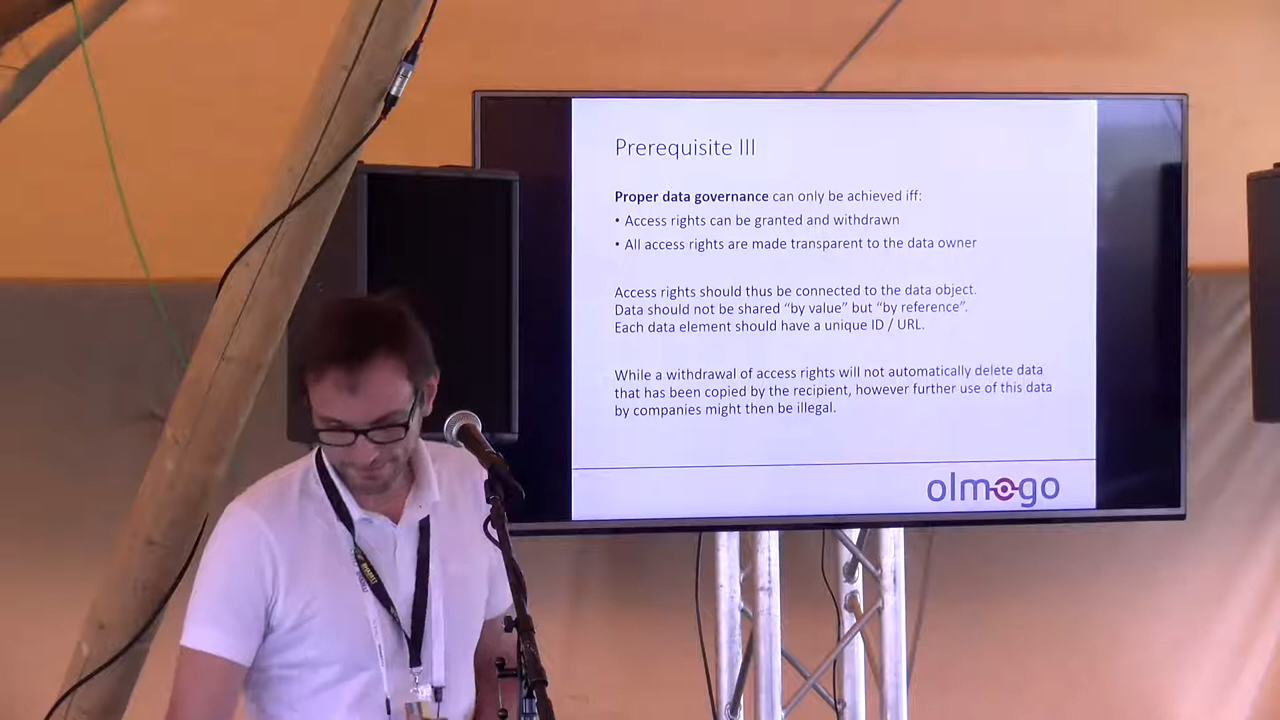 Prerequisite III
Proper data governance can only be achieved iff:
• Access rights can be granted and withdrawn
• All access rights are made transparent to the data owner
Access rights should thus be connected to the data object.
Data should not be shared “by value” but “by reference”.
Each data element should have a unique ID / URL.
While a withdrawal of access rights will not automatically delete data
that has been copied by the recipient, however further use of this data
by companies might then be illegal.
olmogo